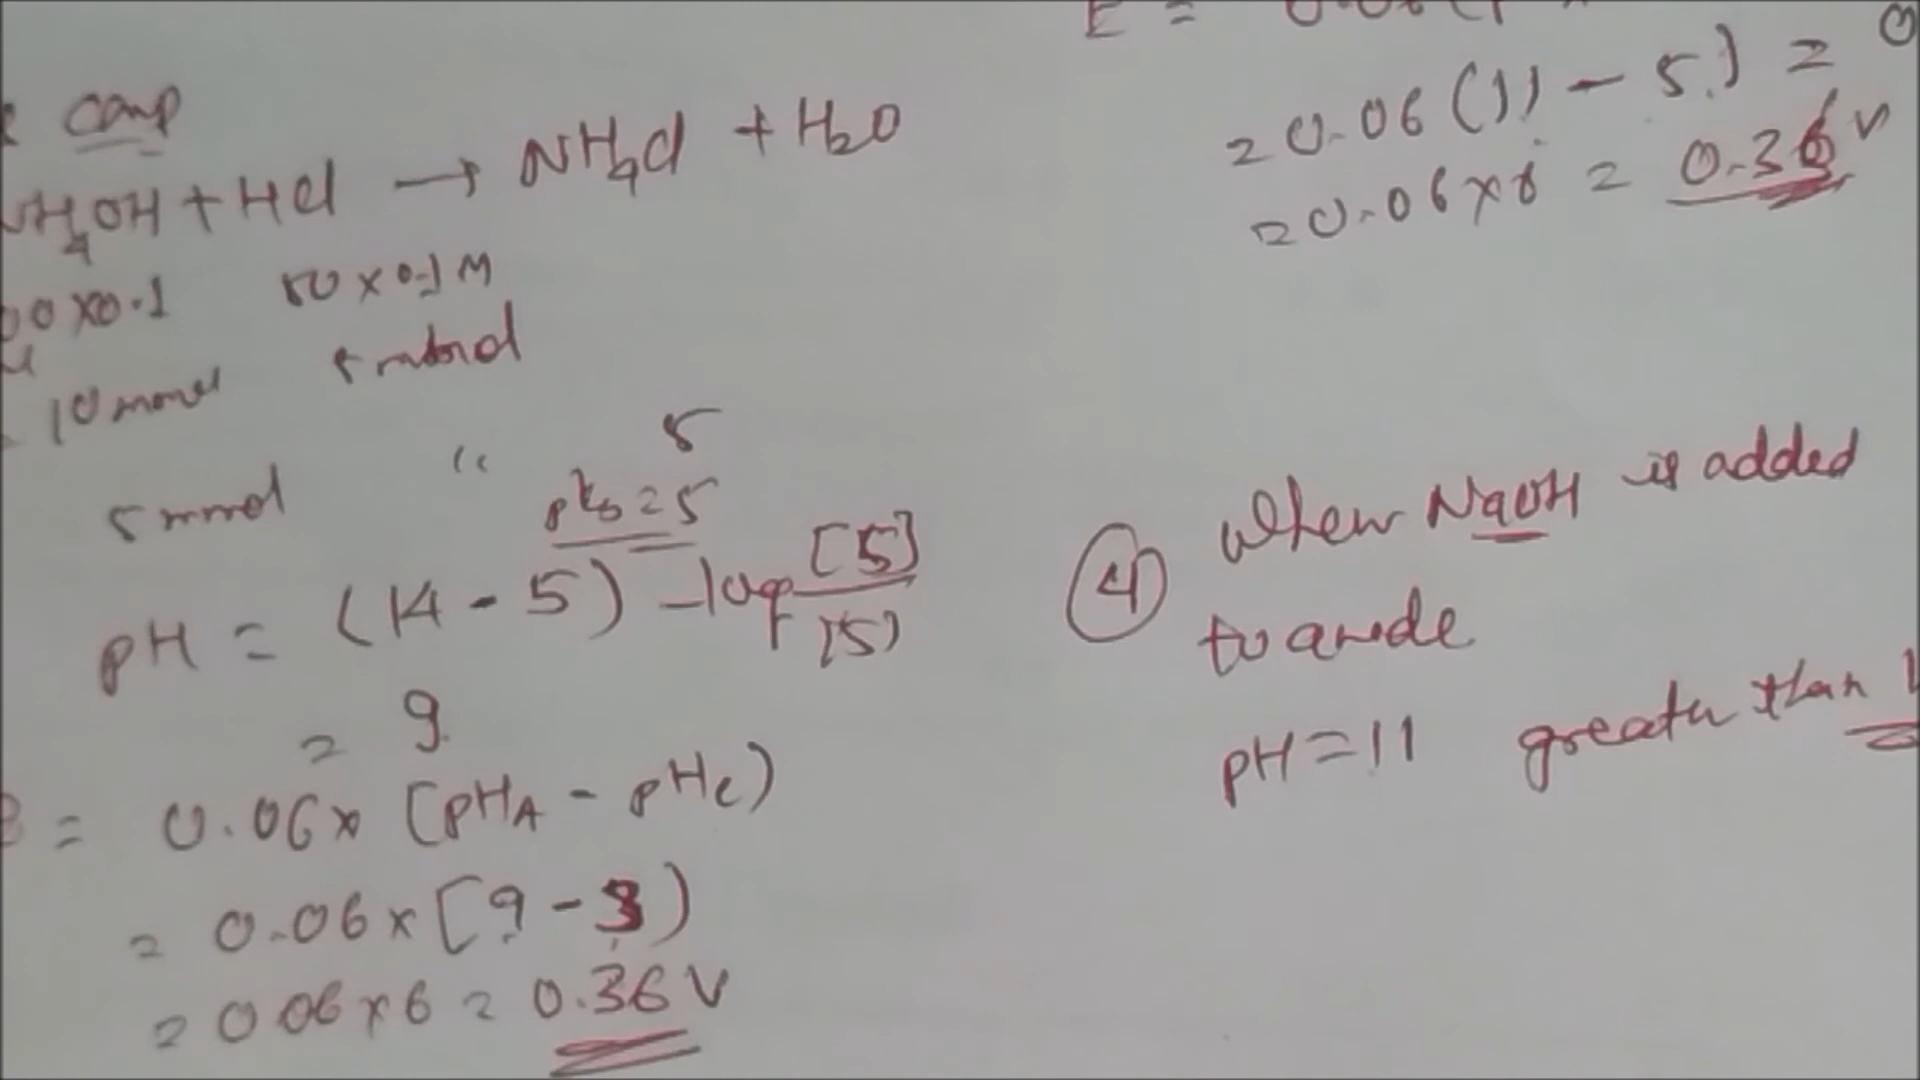 comp
NH4OH + HCl → NH4Cl + H2O
00 x0.1 50 x 0.1 M
10 mmol 5 mmol
5 mmol " 5
pkb = 5
pH = (14 - 5) - log [5]/[5]
= 9
= 0.06 x [pHA - pHC)
= 0.06 x [9 - 3)
= 0.06 x 6 = 0.36 V
E =
= 0.06 (11 - 5) = 0
= 0.06 x 6 = 0.36 V
④ when NaOH is added
to anode
pH = 11 greater than